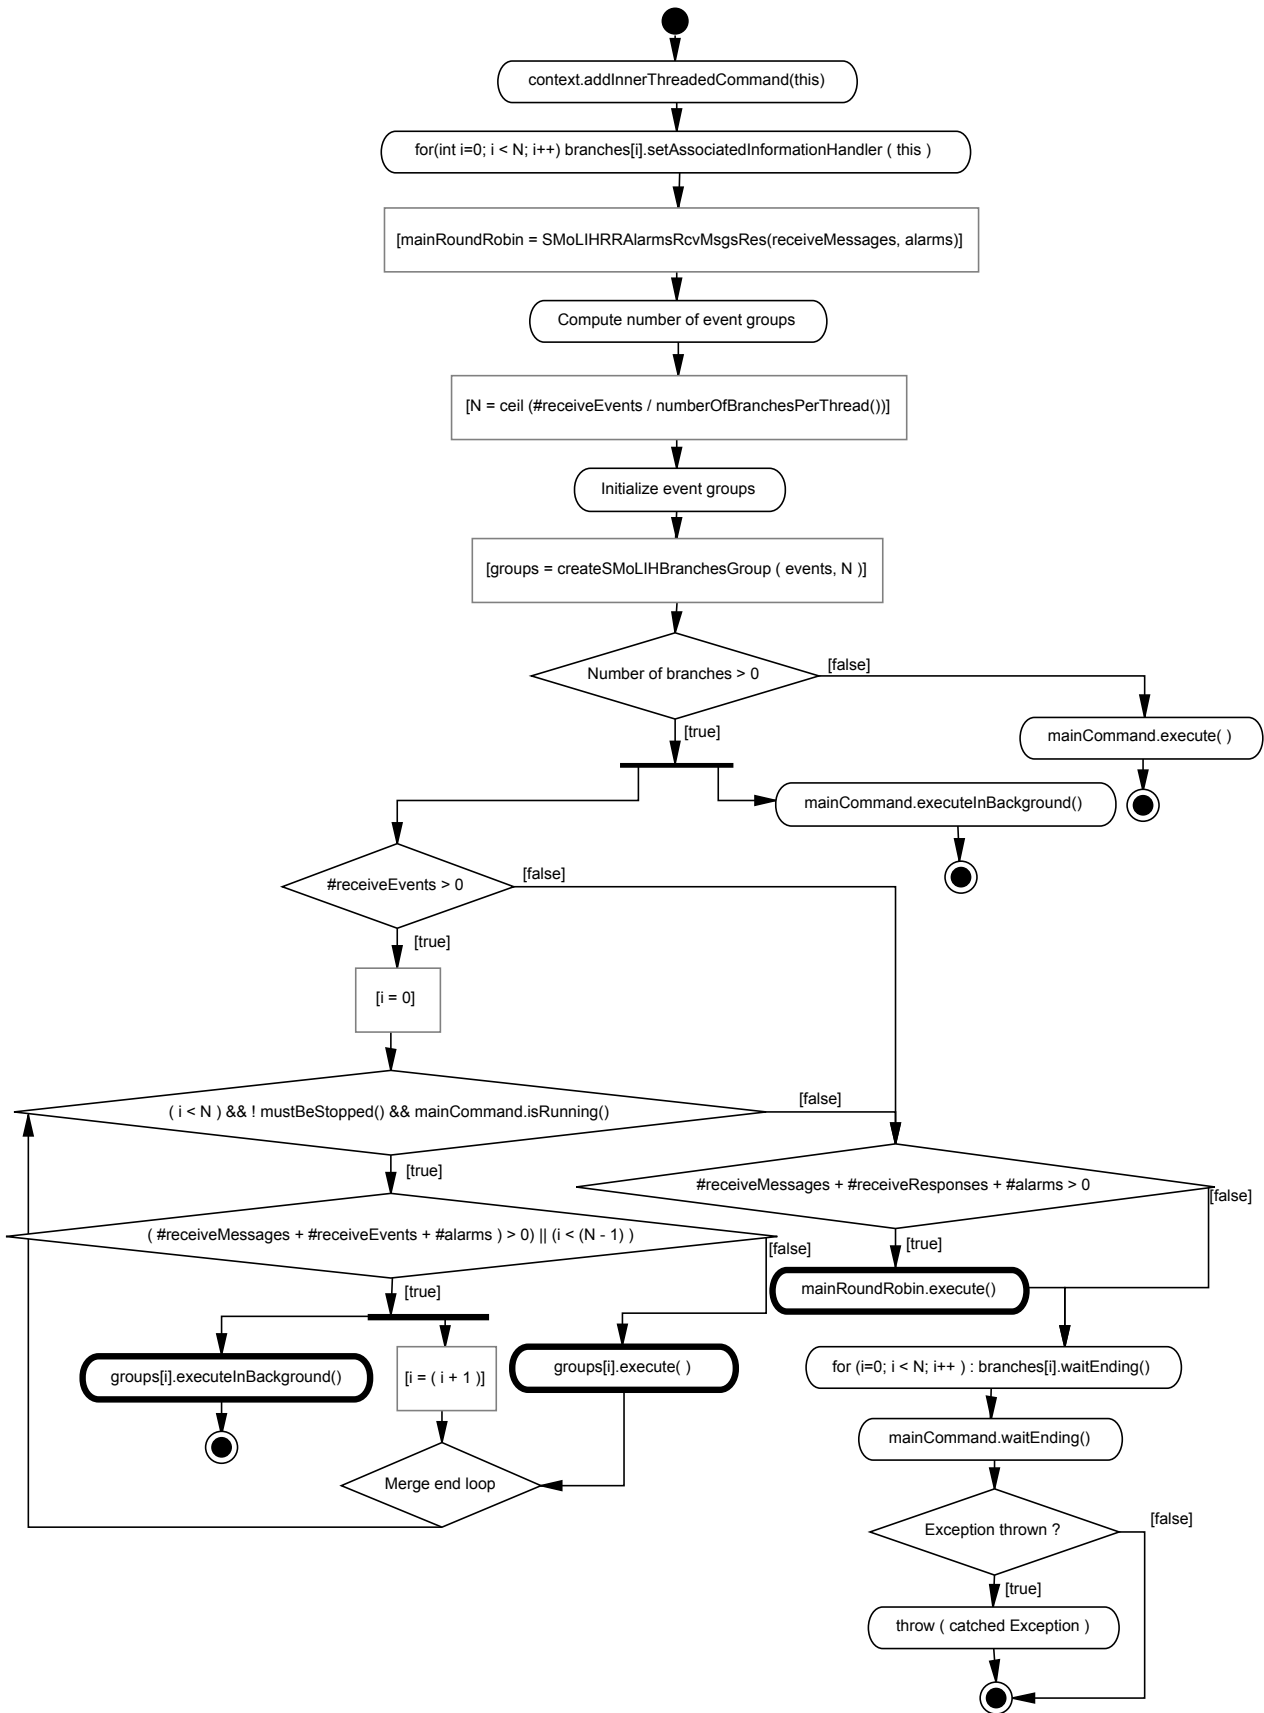 context.addInnerThreadedCommand(this)
for(int i=0; i < N; i++) branches[i].setAssociatedInformationHandler ( this )
[mainRoundRobin = SMoLIHRRAlarmsRcvMsgsRes(receiveMessages, alarms)]
Compute number of event groups
[N = ceil (#receiveEvents / numberOfBranchesPerThread())]
Initialize event groups
[groups = createSMoLIHBranchesGroup ( events, N )]
Number of branches > 0
[false]
[true]
mainCommand.execute( )
mainCommand.executeInBackground()
#receiveEvents > 0
[false]
[true]
[i = 0]
( i < N ) && ! mustBeStopped() && mainCommand.isRunning()
[false]
[true]
#receiveMessages + #receiveResponses + #alarms > 0
[false]
( #receiveMessages + #receiveEvents + #alarms ) > 0) || (i < (N - 1) )
[false]
[true]
[true]
mainRoundRobin.execute()
groups[i].executeInBackground()
[i = ( i + 1 )]
groups[i].execute( )
for (i=0; i < N; i++ ) : branches[i].waitEnding()
mainCommand.waitEnding()
Merge end loop
Exception thrown ?
[false]
[true]
throw ( catched Exception )